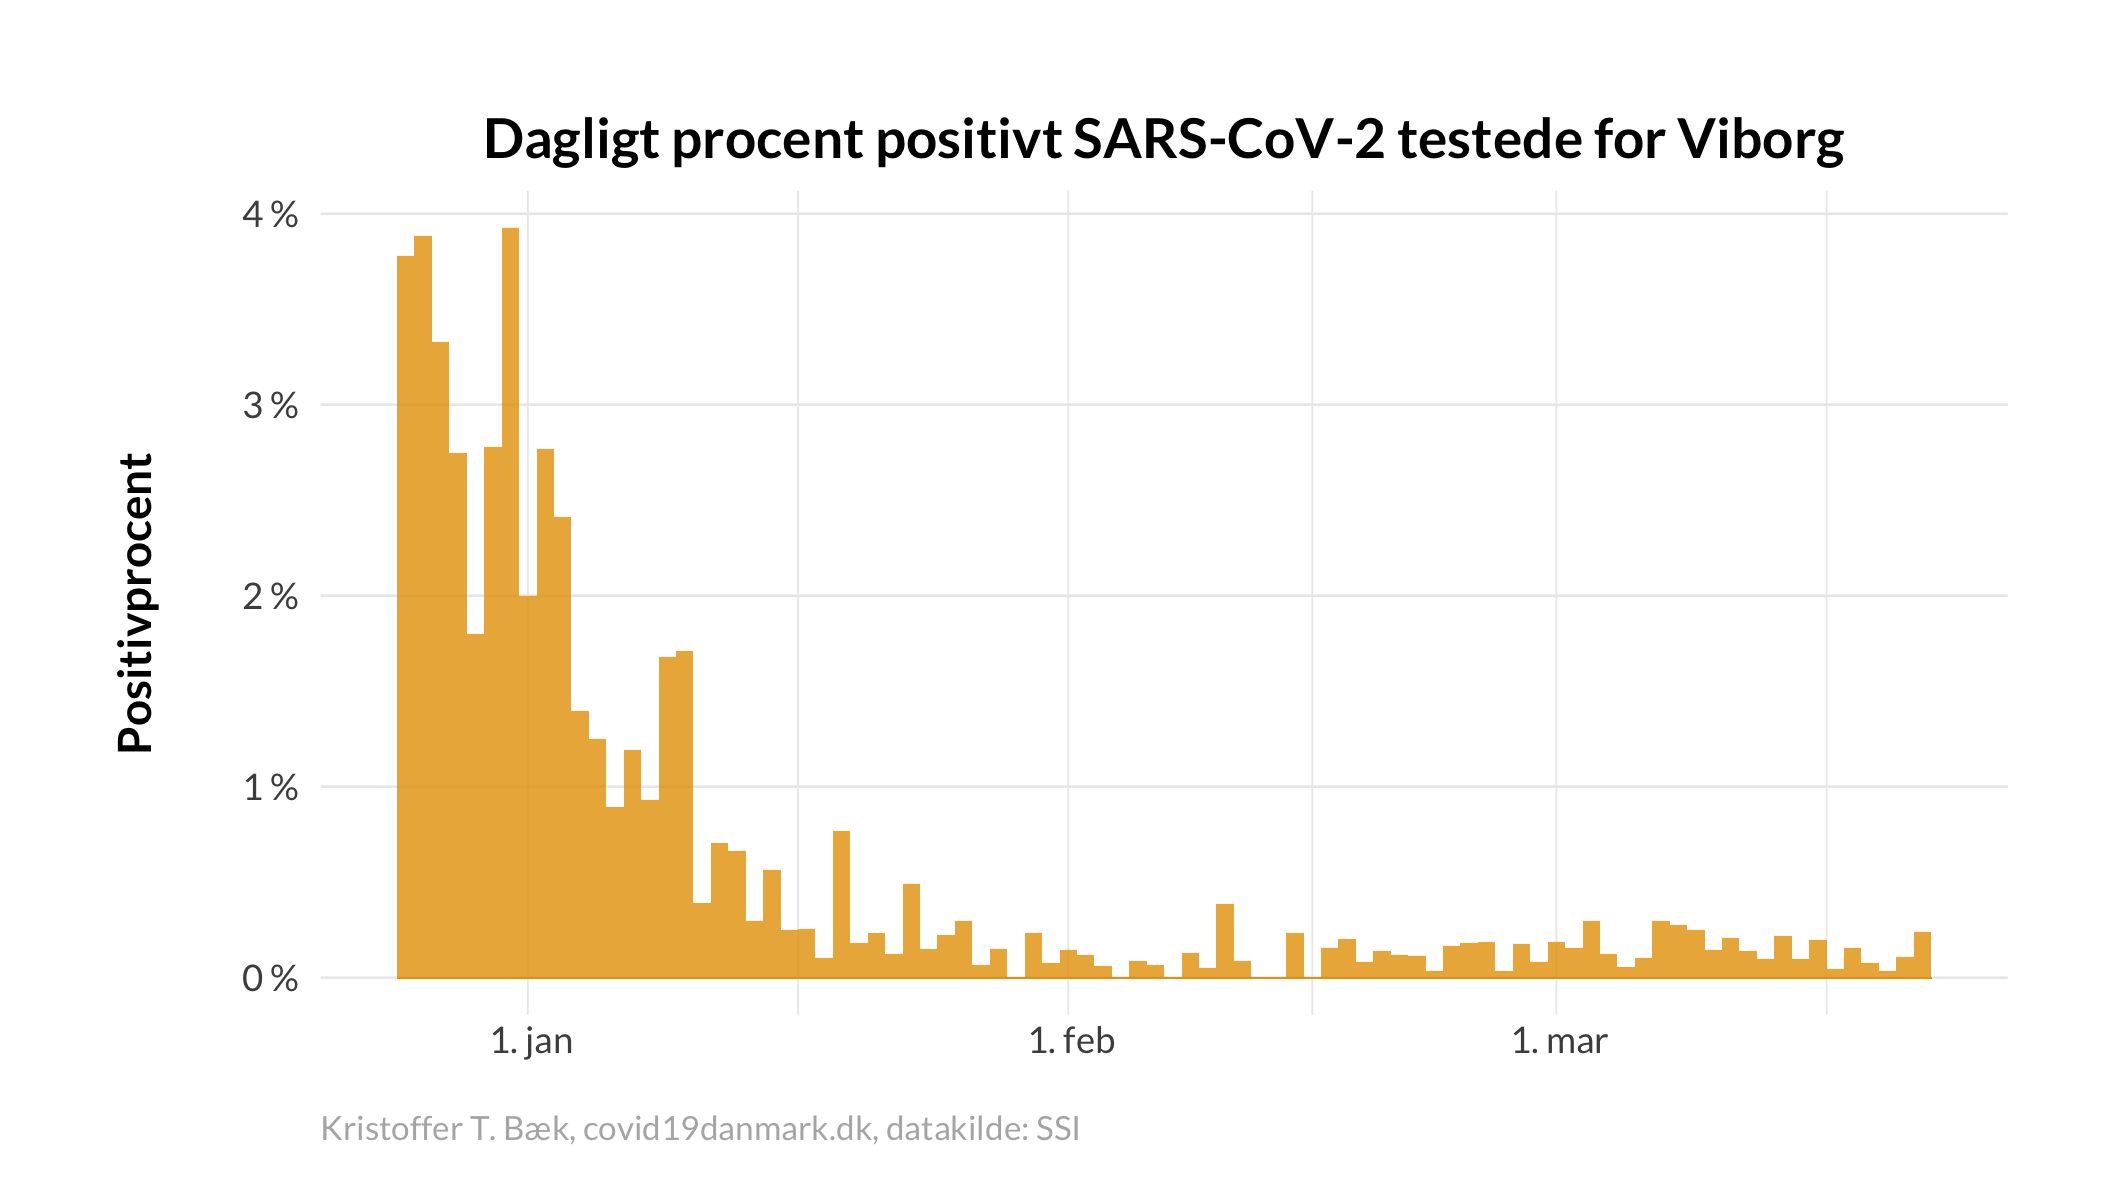 Dagligt procent positivt SARS-CoV-2 testede for Viborg
Positivprocent
4 %
3 %
2 %
1 %
0 %
1. jan
1. feb
1. mar
Kristoffer T. Bæk, covid19danmark.dk, datakilde: SSI